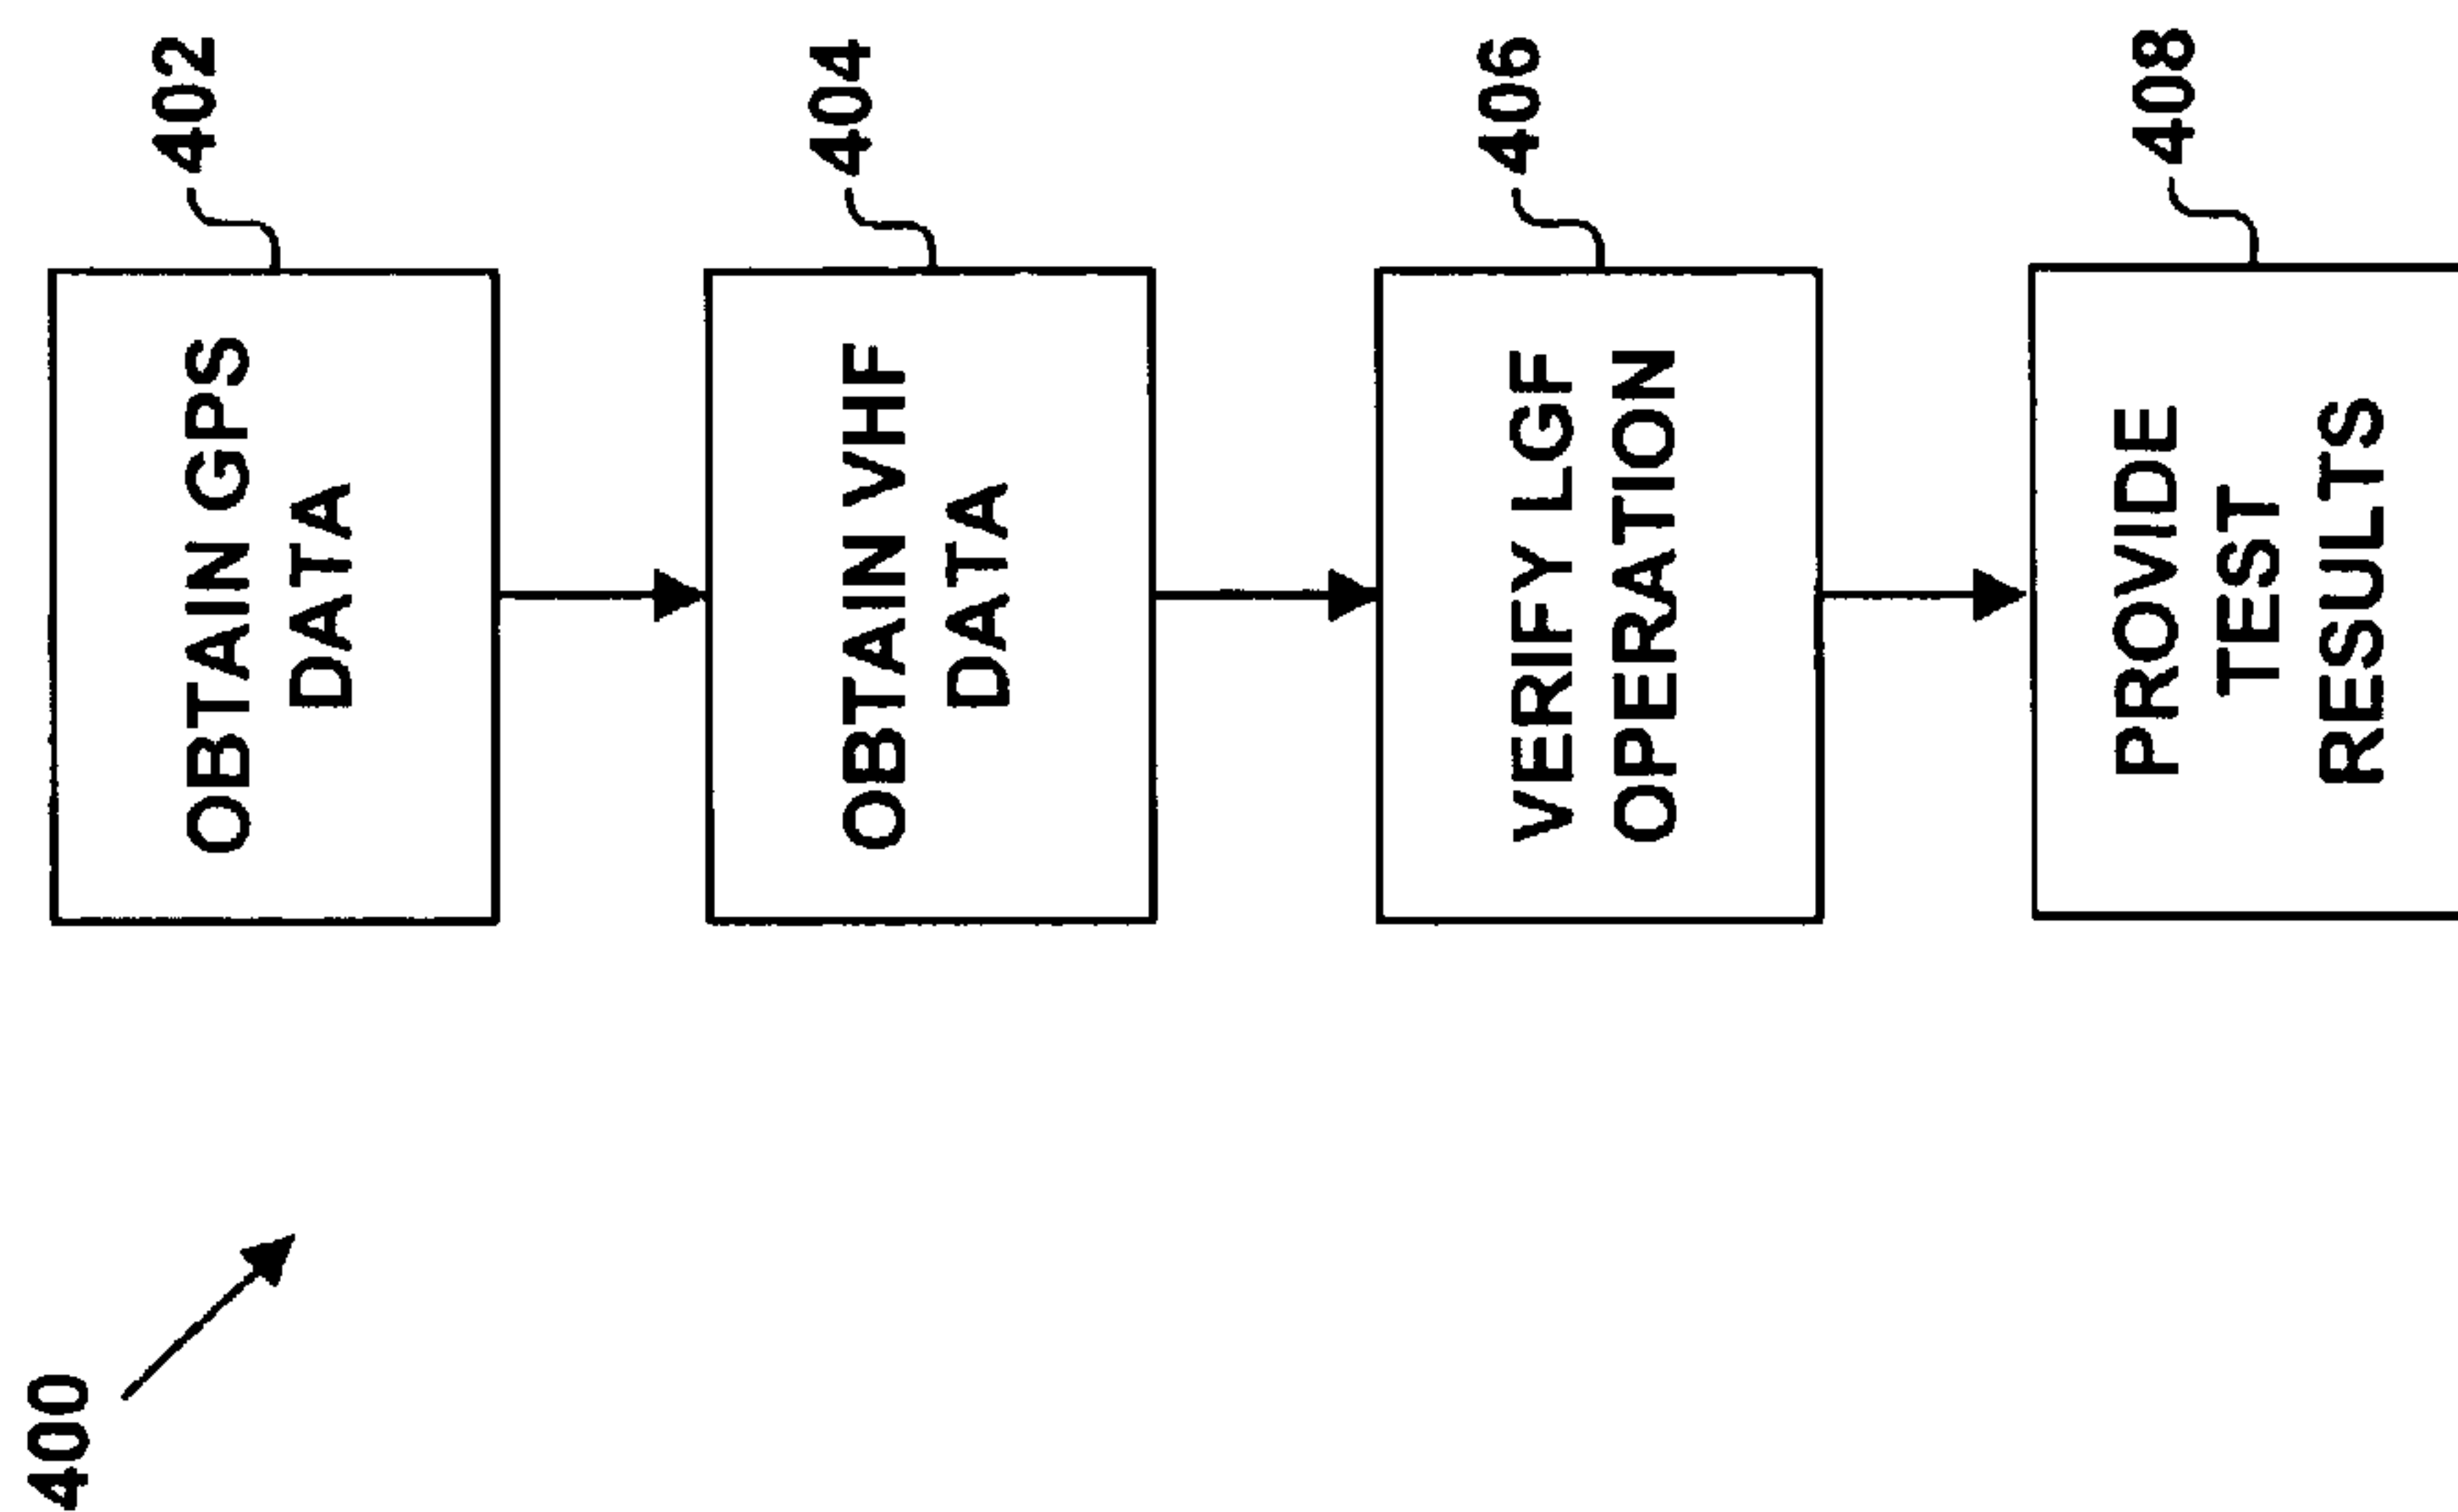 400
402
OBTAIN GPS
DATA
404
OBTAIN VHF
DATA
406
VERIFY LGF
OPERATION
408
PROVIDE
TEST
RESULTS